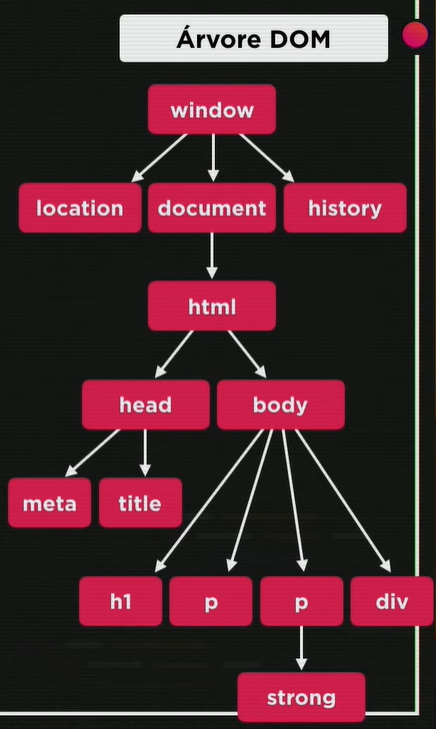 Árvore DOM
window
location document history
html
head body
meta title
h1 p p div
strong